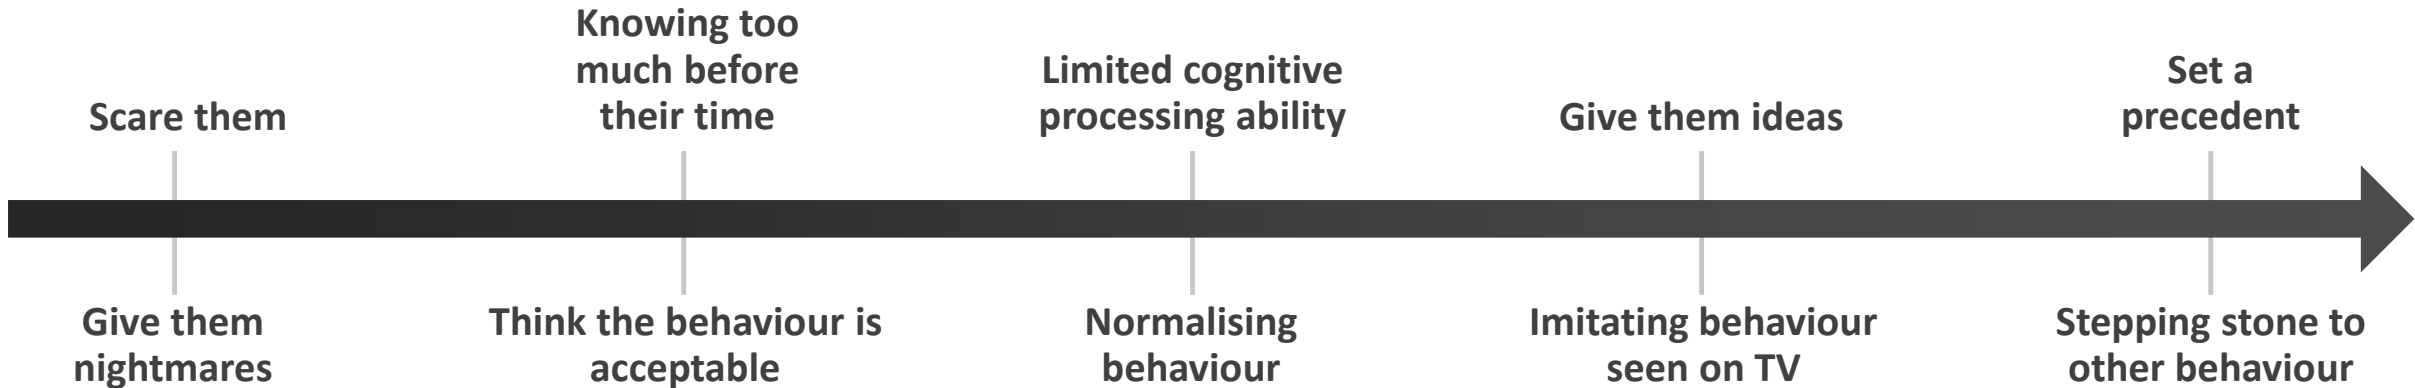 Scare them
Knowing too
much before
their time
Limited cognitive
processing ability
Give them ideas
Set a
precedent
Give them
nightmares
Think the behaviour is
acceptable
Normalising
behaviour
Imitating behaviour
seen on TV
Stepping stone to
other behaviour